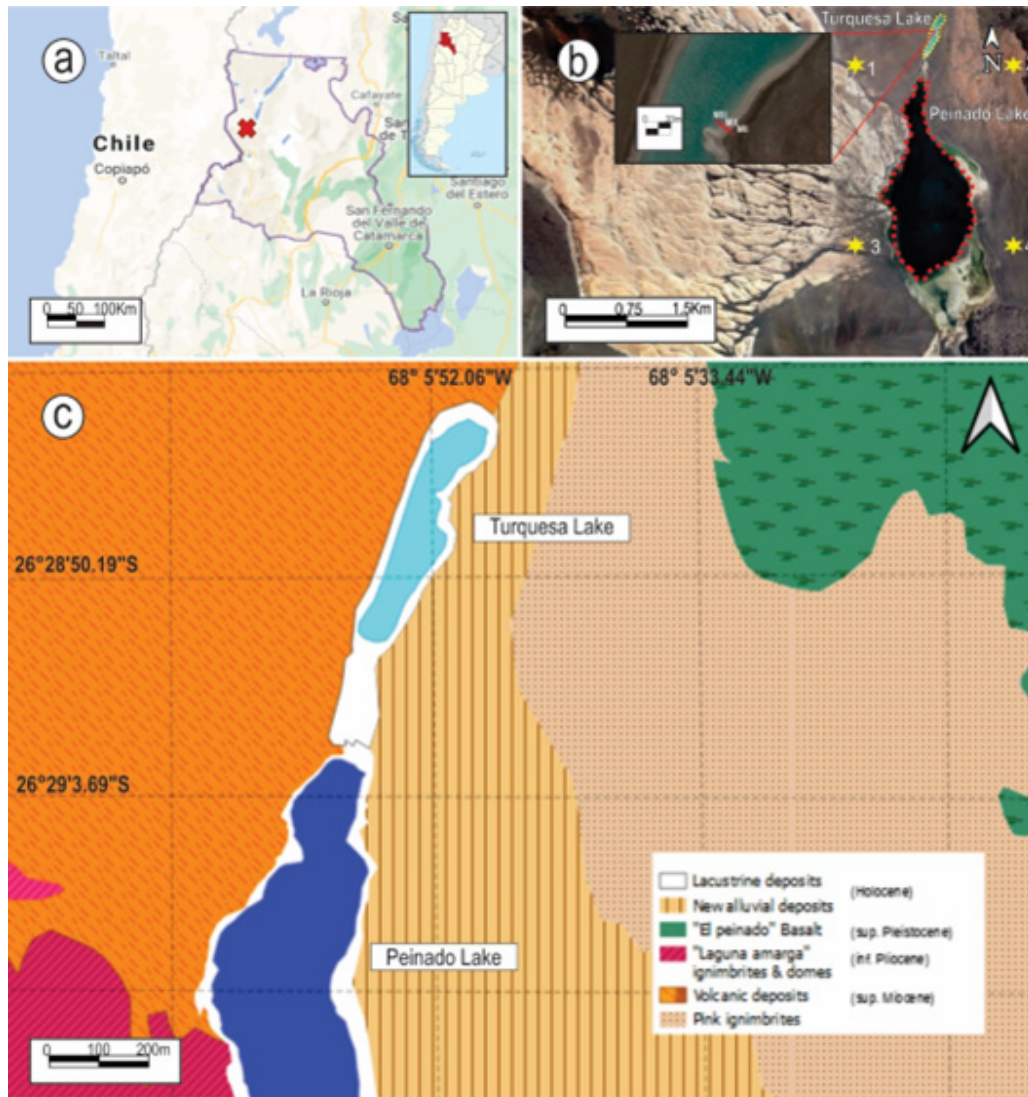 a
Taltal
Chile
Copiapó
Cafayate
San
de T
Santiago
del Estero
San Fernando
del Valle de
Catamarca
La Rioja
0 50 100Km
b
Turquesa Lake
N
1
Peinado Lake
3
0 0.75 1.5Km
c
68° 5'52.06"W
68° 5'33.44"W
Turquesa Lake
26°28'50.19"S
26°29'3.69"S
Peinado Lake
Lacustrine deposits (Holocene)
New alluvial deposits
"El peinado" Basalt (sup. Pleistocene)
"Laguna amarga" (inf. Pliocene)
ignimbrites & domes
Volcanic deposits (sup. Miocene)
Pink ignimbrites
0 100 200m